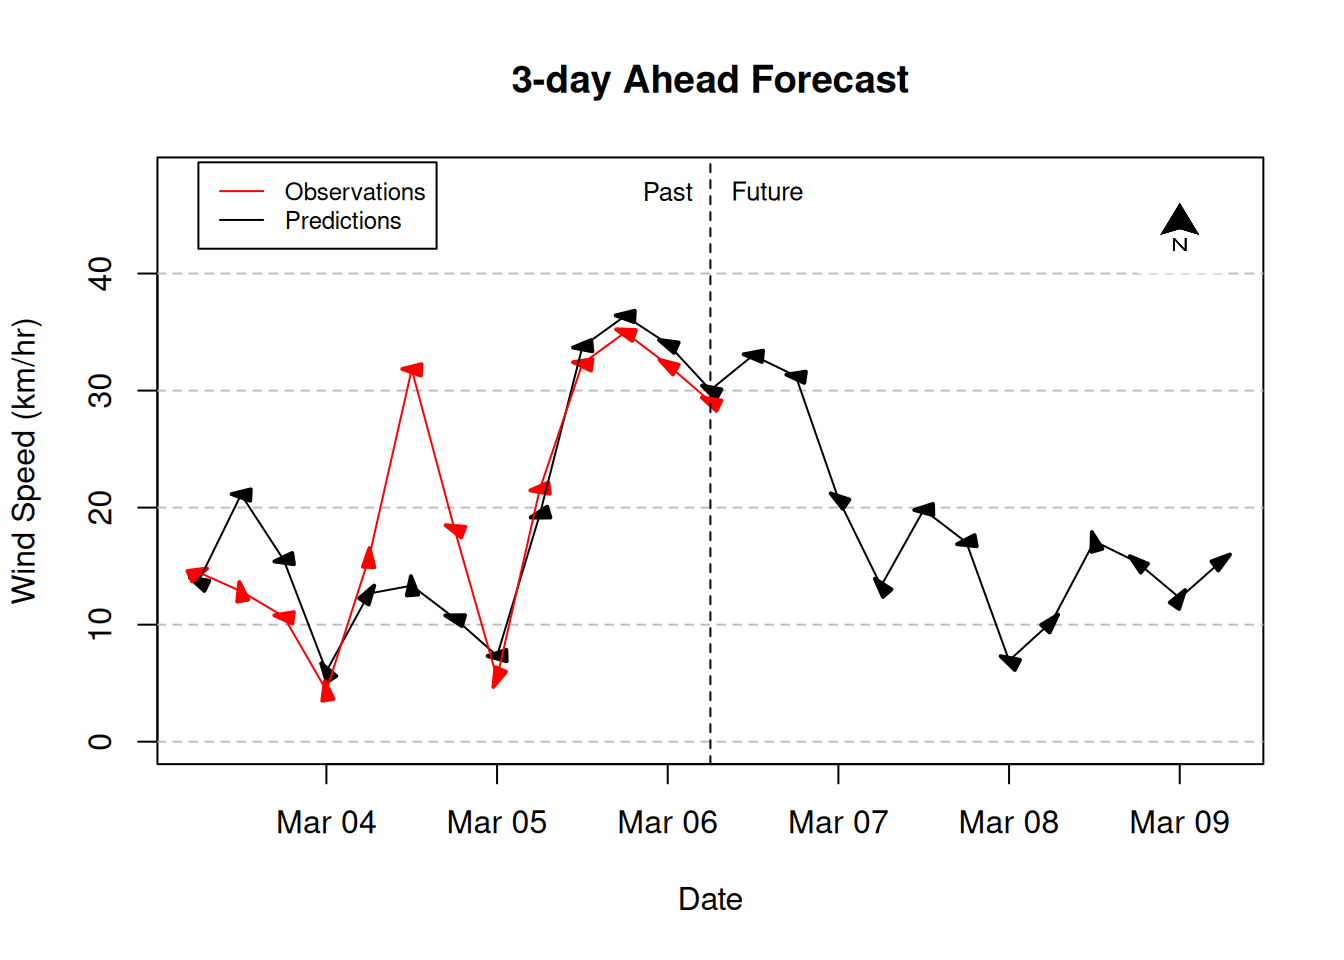 3-day Ahead Forecast
Observations
Predictions
Past
Future
N
40
30
20
10
0
Wind Speed (km/hr)
Mar 04
Mar 05
Mar 06
Mar 07
Mar 08
Mar 09
Date